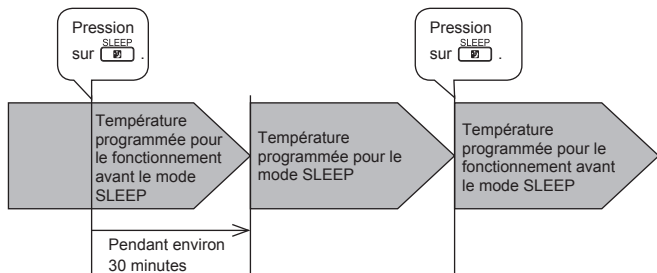 Pression
SLEEP
sur .
Pression
SLEEP
sur .
Température
programmée pour
le fonctionnement
avant le mode
SLEEP
Température
programmée pour le
mode SLEEP
Température
programmée pour le
fonctionnement avant
le mode SLEEP
Pendant environ
30 minutes